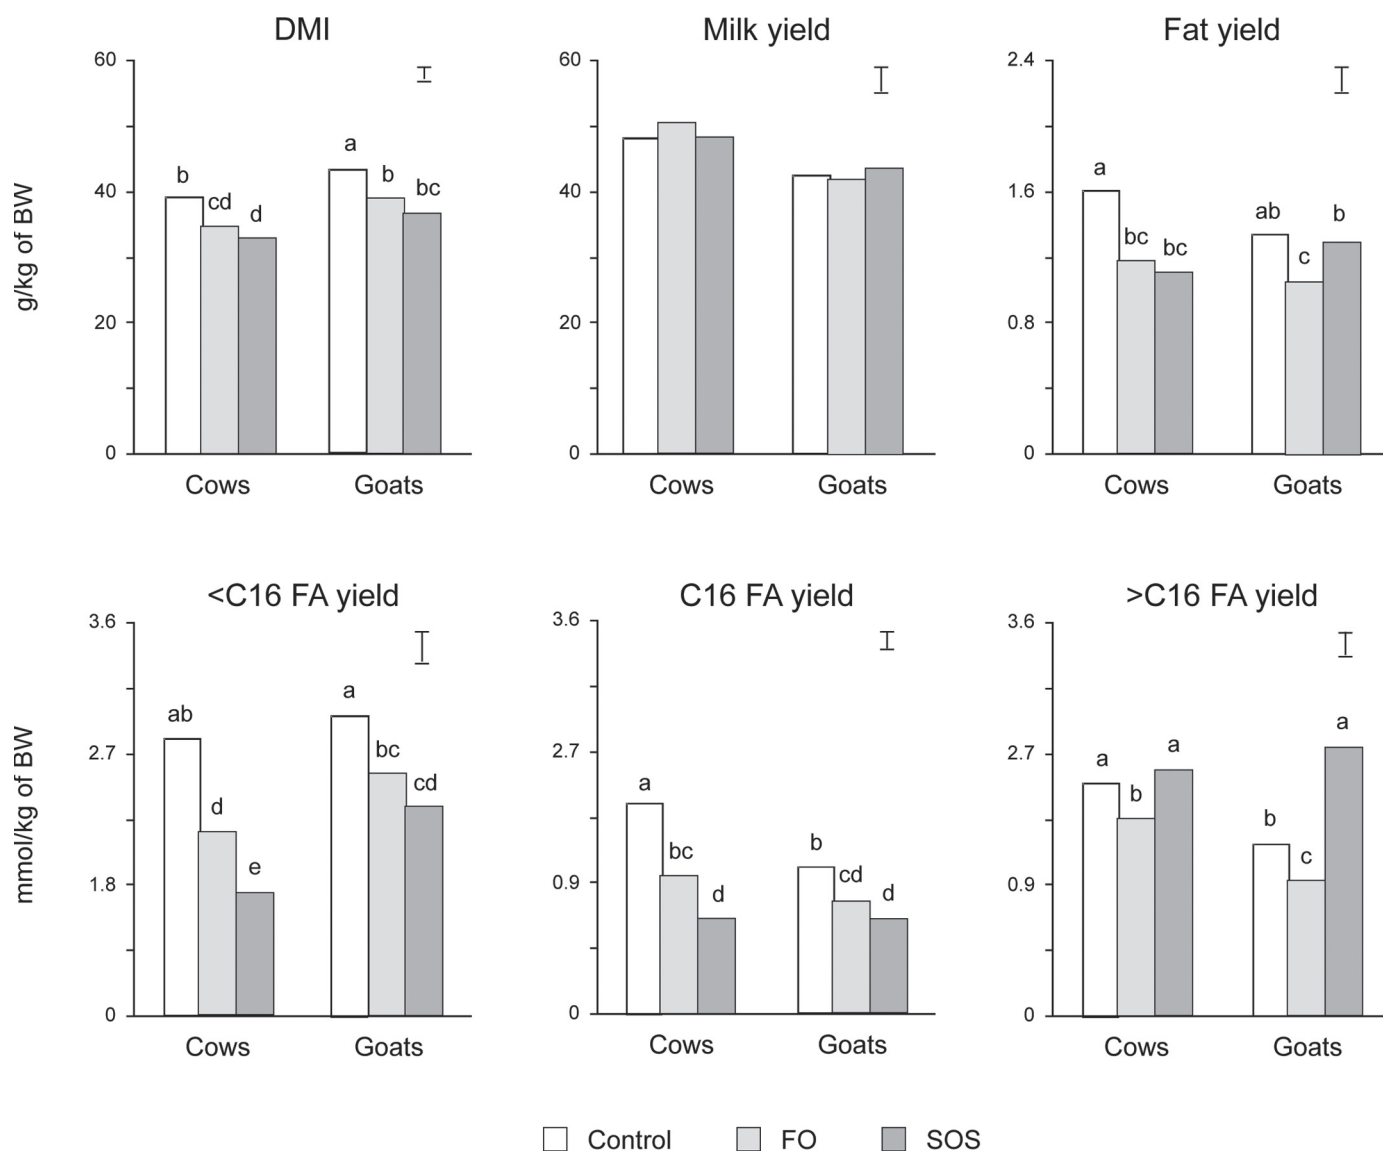 DMI
60
40
20
0
g/kg of BW
b
cd
d
a
b
bc
Cows
Goats
Milk yield
60
40
20
0
Cows
Goats
Fat yield
2.4
1.6
0.8
0
a
bc
bc
ab
c
b
Cows
Goats
<C16 FA yield
3.6
2.7
1.8
0
mmol/kg of BW
ab
d
e
a
bc
cd
Cows
Goats
C16 FA yield
3.6
2.7
0.9
0
a
bc
d
b
cd
d
Cows
Goats
>C16 FA yield
3.6
2.7
0.9
0
a
b
a
b
c
a
Cows
Goats
Control
FO
SOS